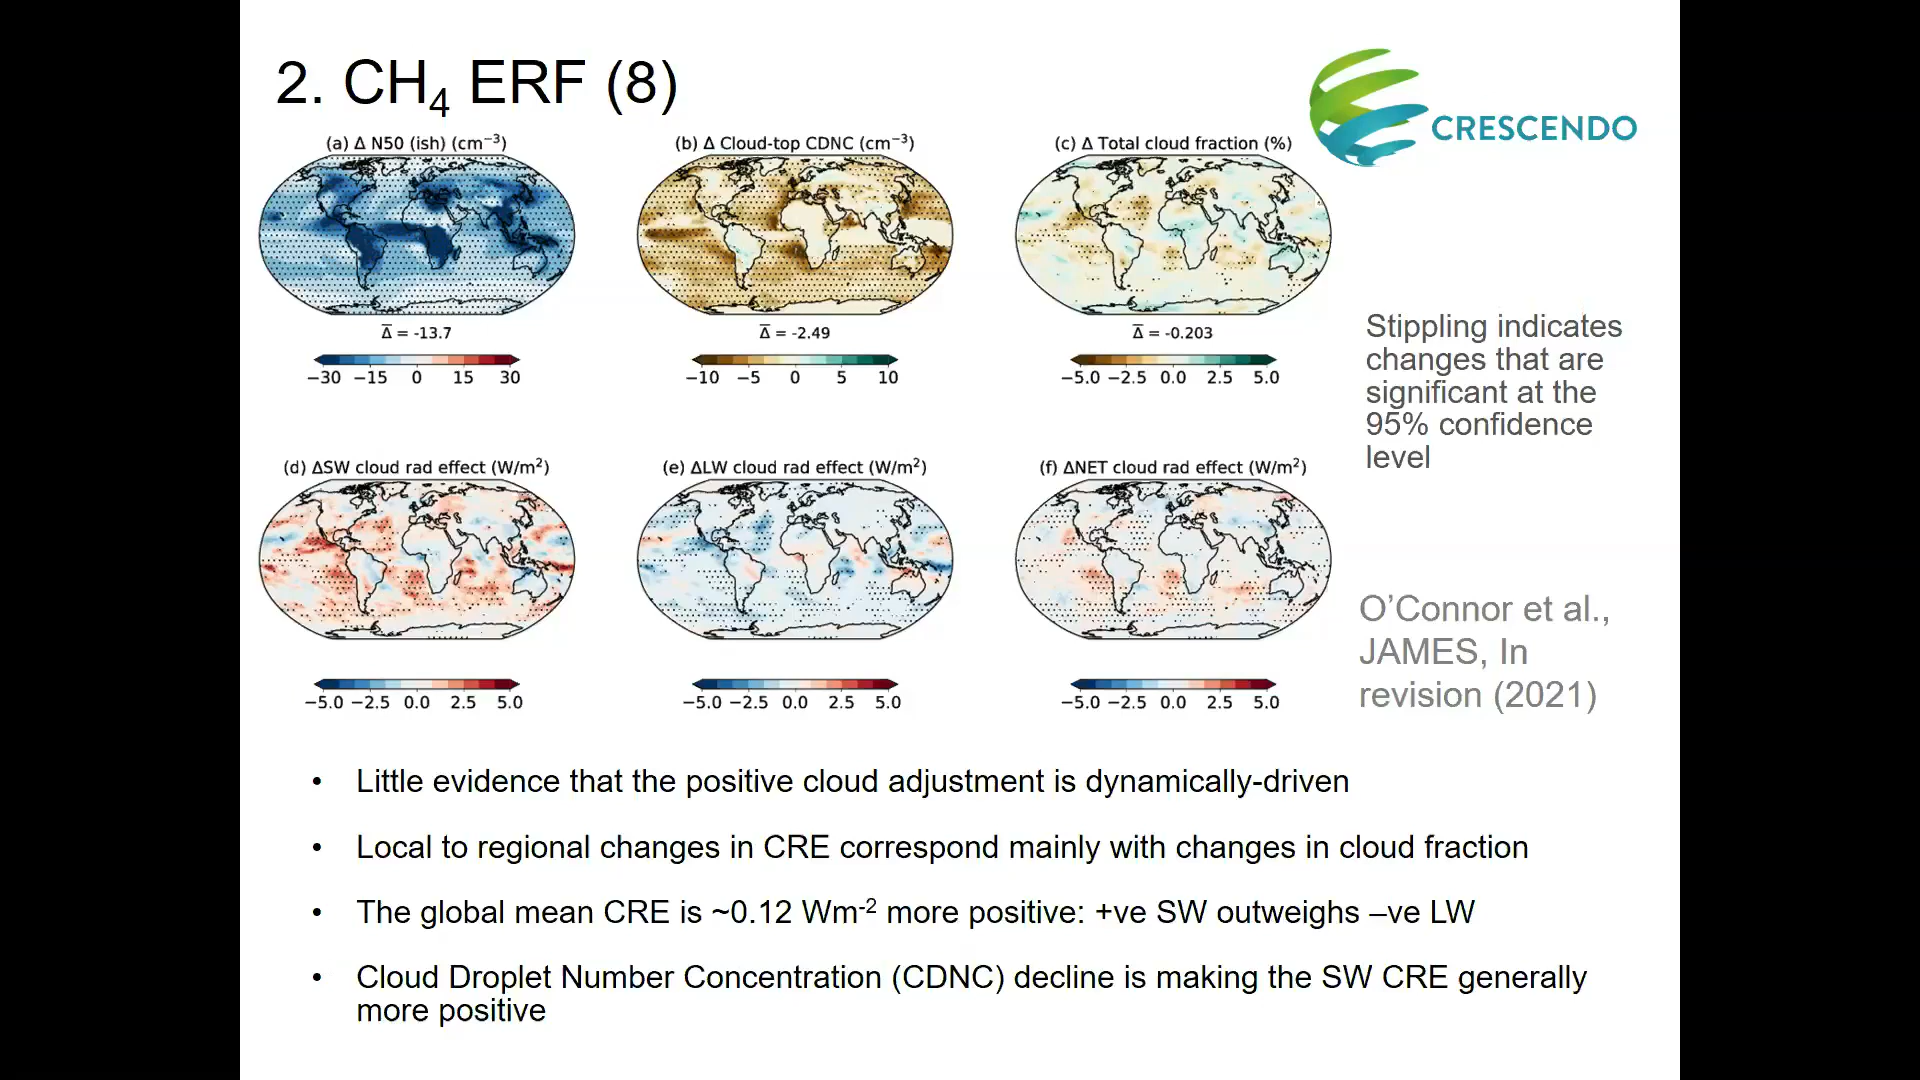 2. CH₄ ERF (8)
CRESCENDO
(a) Δ N50 (ish) (cm⁻³)
(b) Δ Cloud-top CDNC (cm⁻³)
(c) Δ Total cloud fraction (%)
Δ̅ = -13.7
Δ̅ = -2.49
Δ̅ = -0.203
−30 −15 0 15 30
−10 −5 0 5 10
−5.0 −2.5 0.0 2.5 5.0
Stippling indicates
changes that are
significant at the
95% confidence
level
(d) ΔSW cloud rad effect (W/m²)
(e) ΔLW cloud rad effect (W/m²)
(f) ΔNET cloud rad effect (W/m²)
−5.0 −2.5 0.0 2.5 5.0
−5.0 −2.5 0.0 2.5 5.0
−5.0 −2.5 0.0 2.5 5.0
O’Connor et al.,
JAMES, In
revision (2021)
• Little evidence that the positive cloud adjustment is dynamically-driven
• Local to regional changes in CRE correspond mainly with changes in cloud fraction
• The global mean CRE is ~0.12 Wm⁻² more positive: +ve SW outweighs –ve LW
• Cloud Droplet Number Concentration (CDNC) decline is making the SW CRE generally
more positive